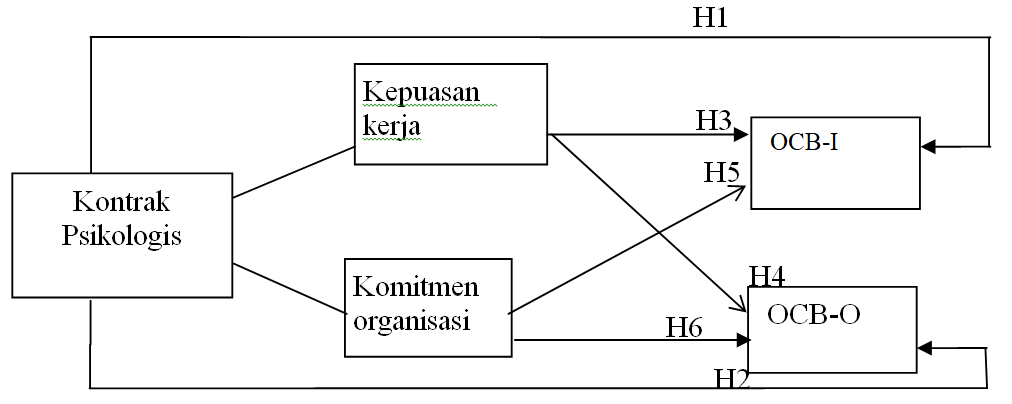 H1
Kepuasan
kerja
H3
OCB-I
H5
Kontrak
Psikologis
Komitmen
organisasi
H4
OCB-O
H6
H2